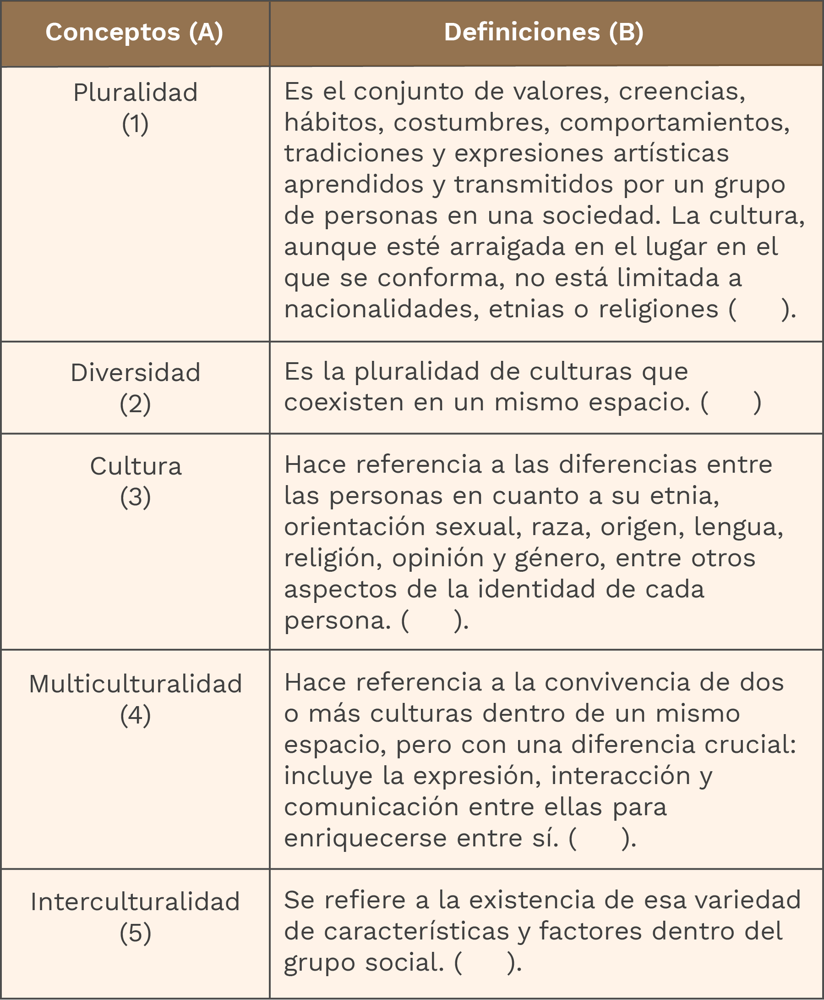 Conceptos (A)
Definiciones (B)
Pluralidad
(1)
Es el conjunto de valores, creencias,
hábitos, costumbres, comportamientos,
tradiciones y expresiones artísticas
aprendidos y transmitidos por un grupo
de personas en una sociedad. La cultura,
aunque esté arraigada en el lugar en el
que se conforma, no está limitada a
nacionalidades, etnias o religiones (     ).
Diversidad
(2)
Es la pluralidad de culturas que
coexisten en un mismo espacio. (     )
Cultura
(3)
Hace referencia a las diferencias entre
las personas en cuanto a su etnia,
orientación sexual, raza, origen, lengua,
religión, opinión y género, entre otros
aspectos de la identidad de cada
persona. (     ).
Multiculturalidad
(4)
Hace referencia a la convivencia de dos
o más culturas dentro de un mismo
espacio, pero con una diferencia crucial:
incluye la expresión, interacción y
comunicación entre ellas para
enriquecerse entre sí. (     ).
Interculturalidad
(5)
Se refiere a la existencia de esa variedad
de características y factores dentro del
grupo social. (     ).